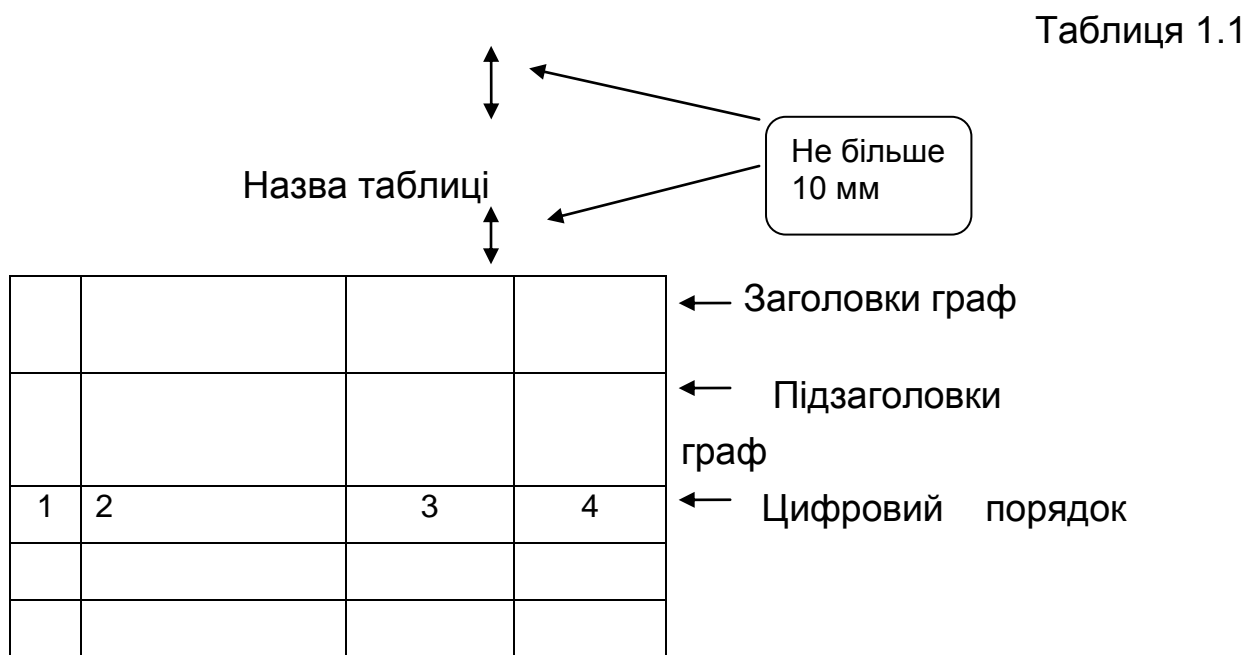 Таблиця 1.1
Не більше
10 мм
Назва таблиці
Заголовки граф
Підзаголовки
граф
1 2 3 4
Цифровий порядок